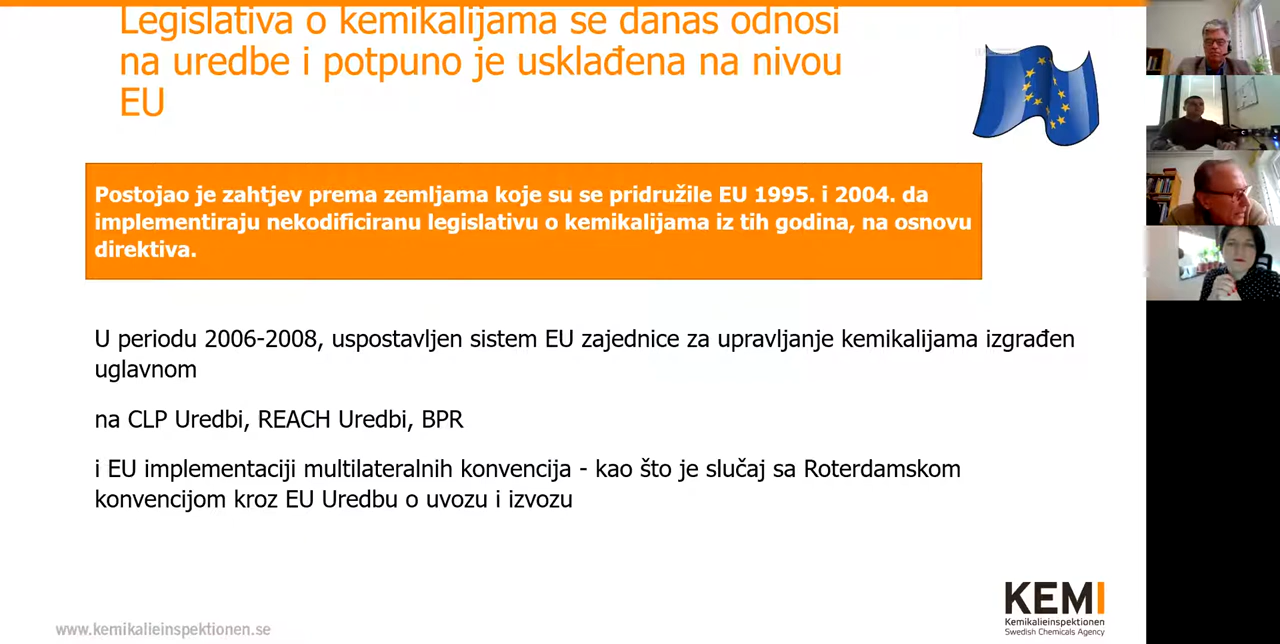 Legislativa o kemikalijama se danas odnosi
na uredbe i potpuno je usklađena na nivou
EU
Postojao je zahtjev prema zemljama koje su se pridružile EU 1995. i 2004. da
implementiraju nekodificiranu legislativu o kemikalijama iz tih godina, na osnovu
direktiva.
U periodu 2006-2008, uspostavljen sistem EU zajednice za upravljanje kemikalijama izgrađen
uglavnom
na CLP Uredbi, REACH Uredbi, BPR
i EU implementaciji multilateralnih konvencija - kao što je slučaj sa Roterdamskom
konvencijom kroz EU Uredbu o uvozu i izvozu
KEMI
Kemikalieinspektionen
Swedish Chemicals Agency
www.kemikalieinspektionen.se